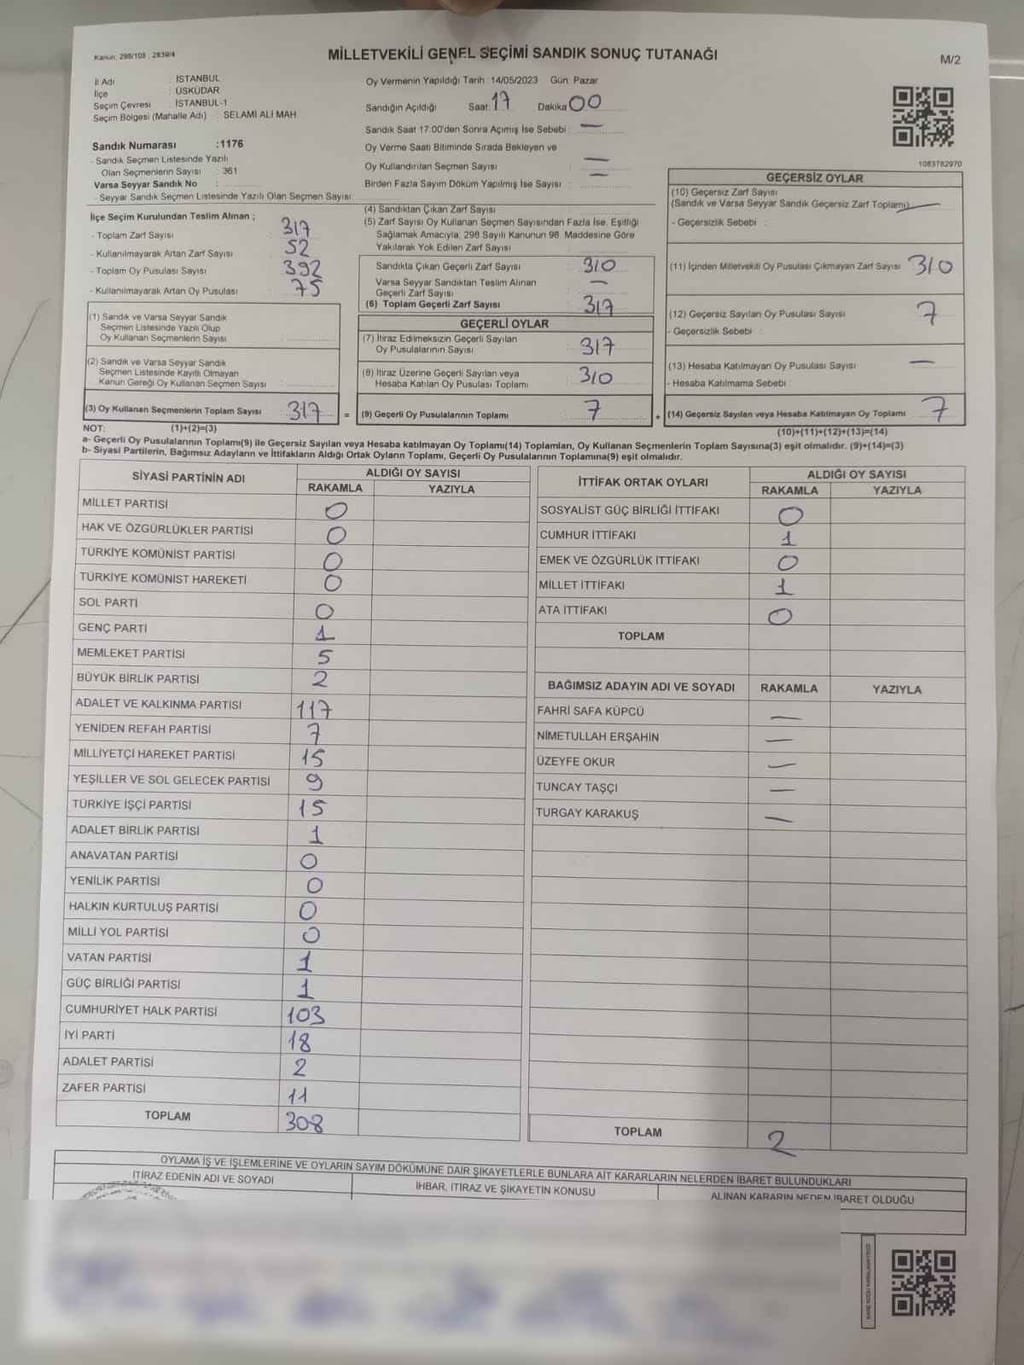 Kanun: 298/105 : 2839/4
MİLLETVEKİLİ GENEL SEÇİMİ SANDIK SONUÇ TUTANAĞI
M/2
İl Adı : İSTANBUL
İlçe : ÜSKÜDAR
Seçim Çevresi : İSTANBUL-1
Seçim Bölgesi (Mahalle Adı) : SELAMİ ALİ MAH
Sandık Numarası :1176
- Sandık Seçmen Listesinde Yazılı
Olan Seçmenlerin Sayısı : 361
Varsa Seyyar Sandık No :
- Seyyar Sandık Seçmen Listesinde Yazılı Olan Seçmen Sayısı :
Oy Vermenin Yapıldığı Tarih : 14/05/2023 Gün: Pazar
Sandığın Açıldığı Saat: 17 Dakika 00
Sandık Saat 17:00'den Sonra Açılmış İse Sebebi : —
Oy Verme Saati Bitiminde Sırada Bekleyen ve
Oy Kullandırılan Seçmen Sayısı : —
Birden Fazla Sayım Döküm Yapılmış İse Sayısı : —
1083782970
İlçe Seçim Kurulundan Teslim Alınan ;
- Toplam Zarf Sayısı : 317
- Kullanılmayarak Artan Zarf Sayısı : 52
- Toplam Oy Pusulası Sayısı : 392
- Kullanılmayarak Artan Oy Pusulası : 75
(1) Sandık ve Varsa Seyyar Sandık
Seçmen Listesinde Yazılı Olup
Oy Kullanan Seçmenlerin Sayısı :
(2) Sandık ve Varsa Seyyar Sandık
Seçmen Listesinde Kayıtlı Olmayan
Kanun Gereği Oy Kullanan Seçmen Sayısı :
(3) Oy Kullanan Seçmenlerin Toplam Sayısı 317 =
(1)+(2)=(3)
(4) Sandıktan Çıkan Zarf Sayısı :
(5) Zarf Sayısı Oy Kullanan Seçmen Sayısından Fazla İse, Eşitliği
Sağlamak Amacıyla, 298 Sayılı Kanunun 98. Maddesine Göre
Yakılarak Yok Edilen Zarf Sayısı :
Sandıkta Çıkan Geçerli Zarf Sayısı : 310
Varsa Seyyar Sandıktan Teslim Alınan
Geçerli Zarf Sayısı : —
(6) Toplam Geçerli Zarf Sayısı : 317
GEÇERLİ OYLAR
(7) İtiraz Edilmeksizin Geçerli Sayılan
Oy Pusulalarının Sayısı : 317
(8) İtiraz Üzerine Geçerli Sayılan veya
Hesaba Katılan Oy Pusulası Toplamı : 310
(9) Geçerli Oy Pusulalarının Toplamı : 7 +
GEÇERSİZ OYLAR
(10) Geçersiz Zarf Sayısı
(Sandık ve Varsa Seyyar Sandık Geçersiz Zarf Toplamı) : —
- Geçersizlik Sebebi :
(11) İçinden Milletvekili Oy Pusulası Çıkmayan Zarf Sayısı : 310
(12) Geçersiz Sayılan Oy Pusulası Sayısı : 7
- Geçersizlik Sebebi :
(13) Hesaba Katılmayan Oy Pusulası Sayısı : —
- Hesaba Katılmama Sebebi :
(14) Geçersiz Sayılan veya Hesaba Katılmayan Oy Toplamı : 7
(10)+(11)+(12)+(13)=(14)
NOT:
a- Geçerli Oy Pusulalarının Toplamı(9) ile Geçersiz Sayılan veya Hesaba katılmayan Oy Toplamı(14) Toplamları, Oy Kullanan Seçmenlerin Toplam Sayısına(3) eşit olmalıdır. (9)+(14)=(3)
b- Siyasi Partilerin, Bağımsız Adayların ve İttifakların Aldığı Ortak Oyların Toplamı, Geçerli Oy Pusulalarının Toplamına(9) eşit olmalıdır.
SİYASİ PARTİNİN ADI ALDIĞI OY SAYISI
RAKAMLA YAZIYLA
MİLLET PARTİSİ 0
HAK VE ÖZGÜRLÜKLER PARTİSİ 0
TÜRKİYE KOMÜNİST PARTİSİ 0
TÜRKİYE KOMÜNİST HAREKETİ 0
SOL PARTİ 0
GENÇ PARTİ 1
MEMLEKET PARTİSİ 5
BÜYÜK BİRLİK PARTİSİ 2
ADALET VE KALKINMA PARTİSİ 117
YENİDEN REFAH PARTİSİ 7
MİLLİYETÇİ HAREKET PARTİSİ 15
YEŞİLLER VE SOL GELECEK PARTİSİ 9
TÜRKİYE İŞÇİ PARTİSİ 15
ADALET BİRLİK PARTİSİ 1
ANAVATAN PARTİSİ 0
YENİLİK PARTİSİ 0
HALKIN KURTULUŞ PARTİSİ 0
MİLLİ YOL PARTİSİ 0
VATAN PARTİSİ 1
GÜÇ BİRLİĞİ PARTİSİ 1
CUMHURİYET HALK PARTİSİ 103
İYİ PARTİ 18
ADALET PARTİSİ 2
ZAFER PARTİSİ 11
TOPLAM 308
İTTİFAK ORTAK OYLARI ALDIĞI OY SAYISI
RAKAMLA YAZIYLA
SOSYALİST GÜÇ BİRLİĞİ İTTİFAKI 0
CUMHUR İTTİFAKI 1
EMEK VE ÖZGÜRLÜK İTTİFAKI 0
MİLLET İTTİFAKI 1
ATA İTTİFAKI 0
TOPLAM
BAĞIMSIZ ADAYIN ADI VE SOYADI RAKAMLA YAZIYLA
FAHRİ SAFA KÜPCÜ —
NİMETULLAH ERŞAHİN —
ÜZEYFE OKUR —
TUNCAY TAŞÇI —
TURGAY KARAKUŞ —
TOPLAM 2
OYLAMA İŞ VE İŞLEMLERİNE VE OYLARIN SAYIM DÖKÜMÜNE DAİR ŞİKAYETLERLE BUNLARA AİT KARARLARIN NELERDEN İBARET BULUNDUKLARI
İTİRAZ EDENİN ADI VE SOYADI İHBAR, İTİRAZ VE ŞİKAYETİN KONUSU ALINAN KARARIN NEDEN İBARET OLDUĞU